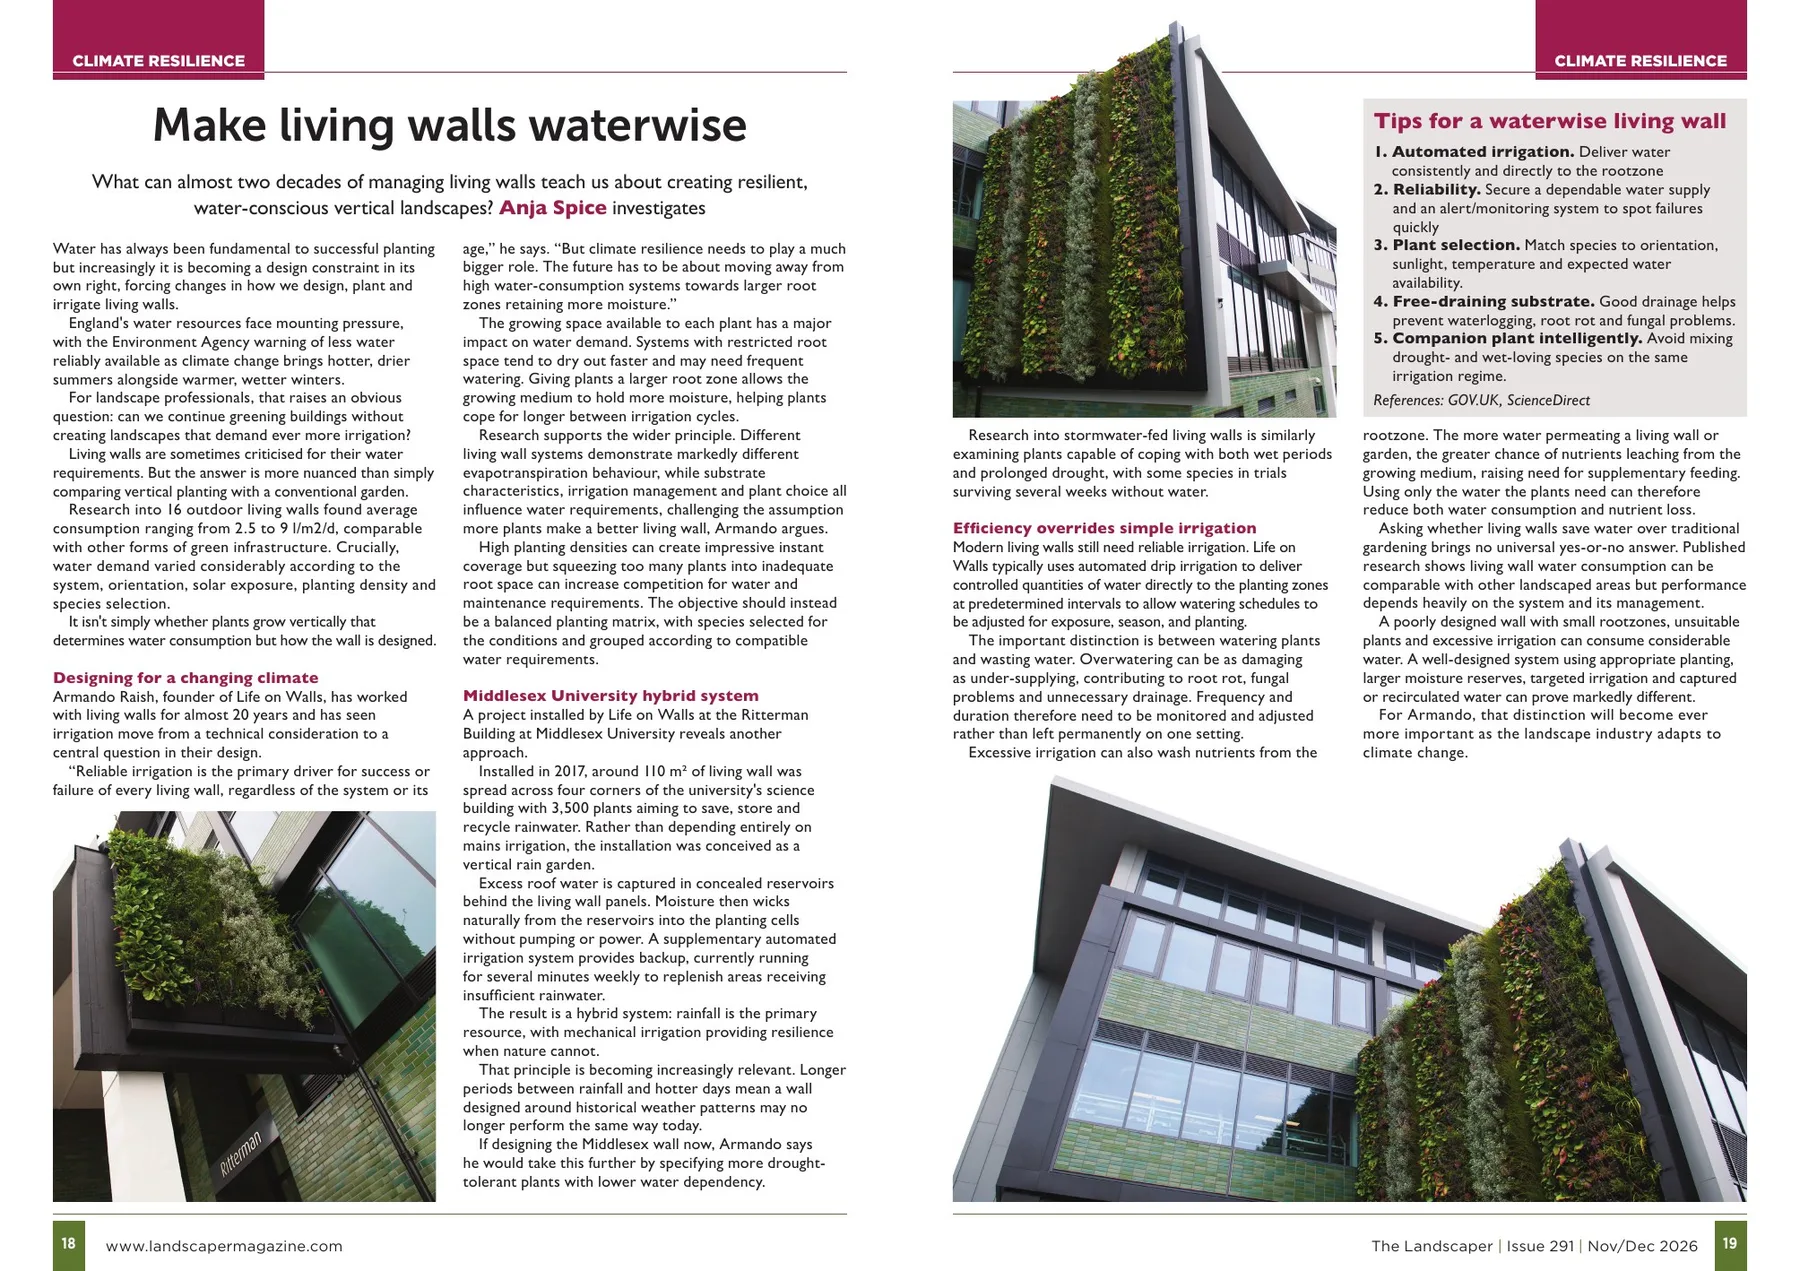 CLIMATE RESILIENCE
Make living walls waterwise
What can almost two decades of managing living walls teach us about creating resilient,
water-conscious vertical landscapes? Anja Spice investigates
Water has always been fundamental to successful planting
but increasingly it is becoming a design constraint in its
own right, forcing changes in how we design, plant and
irrigate living walls.
England's water resources face mounting pressure,
with the Environment Agency warning of less water
reliably available as climate change brings hotter, drier
summers alongside warmer, wetter winters.
For landscape professionals, that raises an obvious
question: can we continue greening buildings without
creating landscapes that demand ever more irrigation?
Living walls are sometimes criticised for their water
requirements. But the answer is more nuanced than simply
comparing vertical planting with a conventional garden.
Research into 16 outdoor living walls found average
consumption ranging from 2.5 to 9 l/m2/d, comparable
with other forms of green infrastructure. Crucially,
water demand varied considerably according to the
system, orientation, solar exposure, planting density and
species selection.
It isn't simply whether plants grow vertically that
determines water consumption but how the wall is designed.
Designing for a changing climate
Armando Raish, founder of Life on Walls, has worked
with living walls for almost 20 years and has seen
irrigation move from a technical consideration to a
central question in their design.
“Reliable irrigation is the primary driver for success or
failure of every living wall, regardless of the system or its
Ritterman
age,” he says. “But climate resilience needs to play a much
bigger role. The future has to be about moving away from
high water-consumption systems towards larger root
zones retaining more moisture.”
The growing space available to each plant has a major
impact on water demand. Systems with restricted root
space tend to dry out faster and may need frequent
watering. Giving plants a larger root zone allows the
growing medium to hold more moisture, helping plants
cope for longer between irrigation cycles.
Research supports the wider principle. Different
living wall systems demonstrate markedly different
evapotranspiration behaviour, while substrate
characteristics, irrigation management and plant choice all
influence water requirements, challenging the assumption
more plants make a better living wall, Armando argues.
High planting densities can create impressive instant
coverage but squeezing too many plants into inadequate
root space can increase competition for water and
maintenance requirements. The objective should instead
be a balanced planting matrix, with species selected for
the conditions and grouped according to compatible
water requirements.
Middlesex University hybrid system
A project installed by Life on Walls at the Ritterman
Building at Middlesex University reveals another
approach.
Installed in 2017, around 110 m² of living wall was
spread across four corners of the university's science
building with 3,500 plants aiming to save, store and
recycle rainwater. Rather than depending entirely on
mains irrigation, the installation was conceived as a
vertical rain garden.
Excess roof water is captured in concealed reservoirs
behind the living wall panels. Moisture then wicks
naturally from the reservoirs into the planting cells
without pumping or power. A supplementary automated
irrigation system provides backup, currently running
for several minutes weekly to replenish areas receiving
insufficient rainwater.
The result is a hybrid system: rainfall is the primary
resource, with mechanical irrigation providing resilience
when nature cannot.
That principle is becoming increasingly relevant. Longer
periods between rainfall and hotter days mean a wall
designed around historical weather patterns may no
longer perform the same way today.
If designing the Middlesex wall now, Armando says
he would take this further by specifying more drought-
tolerant plants with lower water dependency.
18
www.landscapermagazine.com
CLIMATE RESILIENCE
Tips for a waterwise living wall
1. Automated irrigation. Deliver water
consistently and directly to the rootzone
2. Reliability. Secure a dependable water supply
and an alert/monitoring system to spot failures
quickly
3. Plant selection. Match species to orientation,
sunlight, temperature and expected water
availability.
4. Free-draining substrate. Good drainage helps
prevent waterlogging, root rot and fungal problems.
5. Companion plant intelligently. Avoid mixing
drought- and wet-loving species on the same
irrigation regime.
References: GOV.UK, ScienceDirect
Research into stormwater-fed living walls is similarly
examining plants capable of coping with both wet periods
and prolonged drought, with some species in trials
surviving several weeks without water.
Efficiency overrides simple irrigation
Modern living walls still need reliable irrigation. Life on
Walls typically uses automated drip irrigation to deliver
controlled quantities of water directly to the planting zones
at predetermined intervals to allow watering schedules to
be adjusted for exposure, season, and planting.
The important distinction is between watering plants
and wasting water. Overwatering can be as damaging
as under-supplying, contributing to root rot, fungal
problems and unnecessary drainage. Frequency and
duration therefore need to be monitored and adjusted
rather than left permanently on one setting.
Excessive irrigation can also wash nutrients from the
rootzone. The more water permeating a living wall or
garden, the greater chance of nutrients leaching from the
growing medium, raising need for supplementary feeding.
Using only the water the plants need can therefore
reduce both water consumption and nutrient loss.
Asking whether living walls save water over traditional
gardening brings no universal yes-or-no answer. Published
research shows living wall water consumption can be
comparable with other landscaped areas but performance
depends heavily on the system and its management.
A poorly designed wall with small rootzones, unsuitable
plants and excessive irrigation can consume considerable
water. A well-designed system using appropriate planting,
larger moisture reserves, targeted irrigation and captured
or recirculated water can prove markedly different.
For Armando, that distinction will become ever
more important as the landscape industry adapts to
climate change.
The Landscaper | Issue 291 | Nov/Dec 2026
19